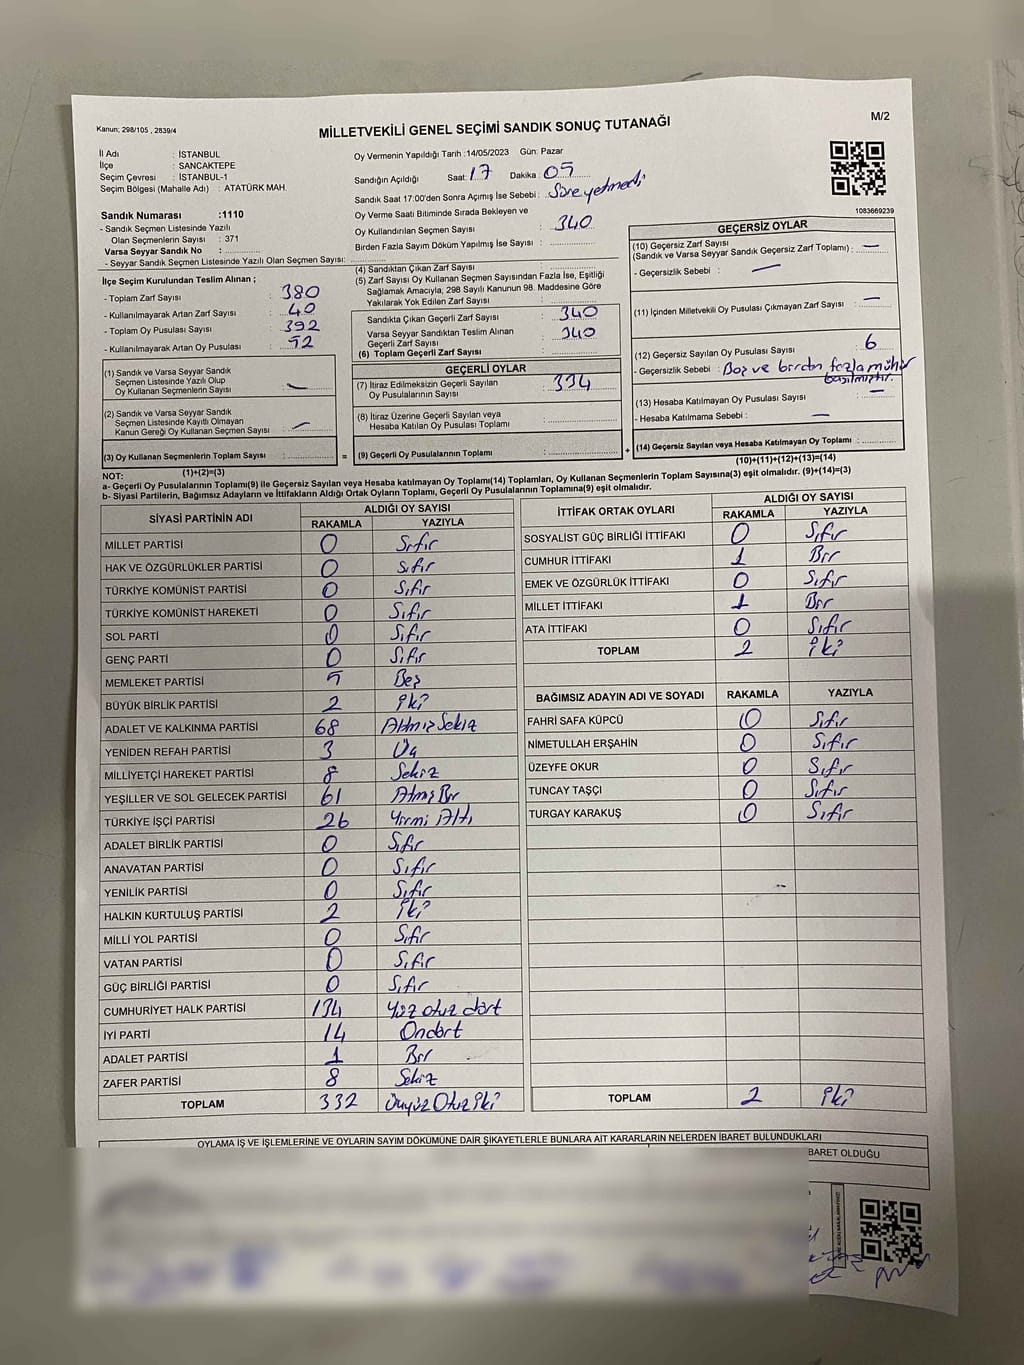 Kanun; 298/105 , 2839/4
M/2
MİLLETVEKİLİ GENEL SEÇİMİ SANDIK SONUÇ TUTANAĞI
İl Adı : İSTANBUL
İlçe : SANCAKTEPE
Seçim Çevresi : İSTANBUL-1
Seçim Bölgesi (Mahalle Adı) : ATATÜRK MAH.
Oy Vermenin Yapıldığı Tarih :14/05/2023 Gün: Pazar
Sandığın Açıldığı Saat: 17 Dakika: 05
Sandık Saat 17:00'den Sonra Açımış İse Sebebi : Süre yetmedi
Oy Verme Saati Bitiminde Sırada Bekleyen ve
Oy Kullandırılan Seçmen Sayısı : 340
Birden Fazla Sayım Döküm Yapılmış İse Sayısı :
1083669239
Sandık Numarası :1110
- Sandık Seçmen Listesinde Yazılı
Olan Seçmenlerin Sayısı : 371
Varsa Seyyar Sandık No :
- Seyyar Sandık Seçmen Listesinde Yazılı Olan Seçmen Sayısı:
İlçe Seçim Kurulundan Teslim Alınan ;
- Toplam Zarf Sayısı : 380
- Kullanılmayarak Artan Zarf Sayısı : 40
- Toplam Oy Pusulası Sayısı : 392
- Kullanılmayarak Artan Oy Pusulası : 52
(1) Sandık ve Varsa Seyyar Sandık
Seçmen Listesinde Yazılı Olup
Oy Kullanan Seçmenlerin Sayısı : —
(2) Sandık ve Varsa Seyyar Sandık
Seçmen Listesinde Kayıtlı Olmayan
Kanun Gereği Oy Kullanan Seçmen Sayısı : —
(3) Oy Kullanan Seçmenlerin Toplam Sayısı :
=
(4) Sandıktan Çıkan Zarf Sayısı :
(5) Zarf Sayısı Oy Kullanan Seçmen Sayısından Fazla İse, Eşitliği
Sağlamak Amacıyla, 298 Sayılı Kanunun 98. Maddesine Göre
Yakılarak Yok Edilen Zarf Sayısı :
Sandıkta Çıkan Geçerli Zarf Sayısı : 340
Varsa Seyyar Sandıktan Teslim Alınan
Geçerli Zarf Sayısı : 340
(6) Toplam Geçerli Zarf Sayısı :
GEÇERLİ OYLAR
(7) İtiraz Edilmeksizin Geçerli Sayılan
Oy Pusulasının Sayısı : 334
(8) İtiraz Üzerine Geçerli Sayılan veya
Hesaba Katılan Oy Pusulası Toplamı :
(9) Geçerli Oy Pusulalarının Toplamı :
+
GEÇERSİZ OYLAR
(10) Geçersiz Zarf Sayısı
(Sandık ve Varsa Seyyar Sandık Geçersiz Zarf Toplamı) : —
- Geçersizlik Sebebi : —
(11) İçinden Milletvekili Oy Pusulası Çıkmayan Zarf Sayısı : —
(12) Geçersiz Sayılan Oy Pusulası Sayısı : 6
- Geçersizlik Sebebi : Boş ve birden fazla mühür
basılmıştır.
(13) Hesaba Katılmayan Oy Pusulası Sayısı : —
- Hesaba Katılmama Sebebi : —
(14) Geçersiz Sayılan veya Hesaba Katılmayan Oy Toplamı :
NOT: (1)+(2)=(3)
(10)+(11)+(12)+(13)=(14)
a- Geçerli Oy Pusulalarının Toplamı(9) ile Geçersiz Sayılan veya Hesaba katılmayan Oy Toplamı(14) Toplamları, Oy Kullanan Seçmenlerin Toplam Sayısına(3) eşit olmalıdır. (9)+(14)=(3)
b- Siyasi Partilerin, Bağımsız Adayların ve İttifakların Aldığı Ortak Oyların Toplamı, Geçerli Oy Pusulalarının Toplamına(9) eşit olmalıdır.
SİYASİ PARTİNİN ADI ALDIĞI OY SAYISI
RAKAMLA YAZIYLA
MİLLET PARTİSİ 0 Sıfır
HAK VE ÖZGÜRLÜKLER PARTİSİ 0 Sıfır
TÜRKİYE KOMÜNİST PARTİSİ 0 Sıfır
TÜRKİYE KOMÜNİST HAREKETİ 0 Sıfır
SOL PARTİ 0 Sıfır
GENÇ PARTİ 0 Sıfır
MEMLEKET PARTİSİ 5 Beş
BÜYÜK BİRLİK PARTİSİ 2 İki
ADALET VE KALKINMA PARTİSİ 68 Altmış Sekiz
YENİDEN REFAH PARTİSİ 3 Üç
MİLLİYETÇİ HAREKET PARTİSİ 8 Sekiz
YEŞİLLER VE SOL GELECEK PARTİSİ 61 Atmış Bir
TÜRKİYE İŞÇİ PARTİSİ 26 Yirmi Altı
ADALET BİRLİK PARTİSİ 0 Sıfır
ANAVATAN PARTİSİ 0 Sıfır
YENİLİK PARTİSİ 0 Sıfır
HALKIN KURTULUŞ PARTİSİ 2 İki
MİLLİ YOL PARTİSİ 0 Sıfır
VATAN PARTİSİ 0 Sıfır
GÜÇ BİRLİĞİ PARTİSİ 0 Sıfır
CUMHURİYET HALK PARTİSİ 134 Yüz otuz dört
İYİ PARTİ 14 Ondört
ADALET PARTİSİ 1 Bir
ZAFER PARTİSİ 8 Sekiz
TOPLAM 332 Üçyüz Otuz İki
İTTİFAK ORTAK OYLARI ALDIĞI OY SAYISI
RAKAMLA YAZIYLA
SOSYALİST GÜÇ BİRLİĞİ İTTİFAKI 0 Sıfır
CUMHUR İTTİFAKI 1 Bir
EMEK VE ÖZGÜRLÜK İTTİFAKI 0 Sıfır
MİLLET İTTİFAKI 1 Bir
ATA İTTİFAKI 0 Sıfır
TOPLAM 2 İki
BAĞIMSIZ ADAYIN ADI VE SOYADI RAKAMLA YAZIYLA
FAHRİ SAFA KÜPCÜ 0 Sıfır
NİMETULLAH ERŞAHİN 0 Sıfır
ÜZEYFE OKUR 0 Sıfır
TUNCAY TAŞÇI 0 Sıfır
TURGAY KARAKUŞ 0 Sıfır
TOPLAM 2 İki
OYLAMA İŞ VE İŞLEMLERİNE VE OYLARIN SAYIM DÖKÜMÜNE DAİR ŞİKAYETLERLE BUNLARA AİT KARARLARIN NELERDEN İBARET BULUNDUKLARI
BARET OLDUĞU